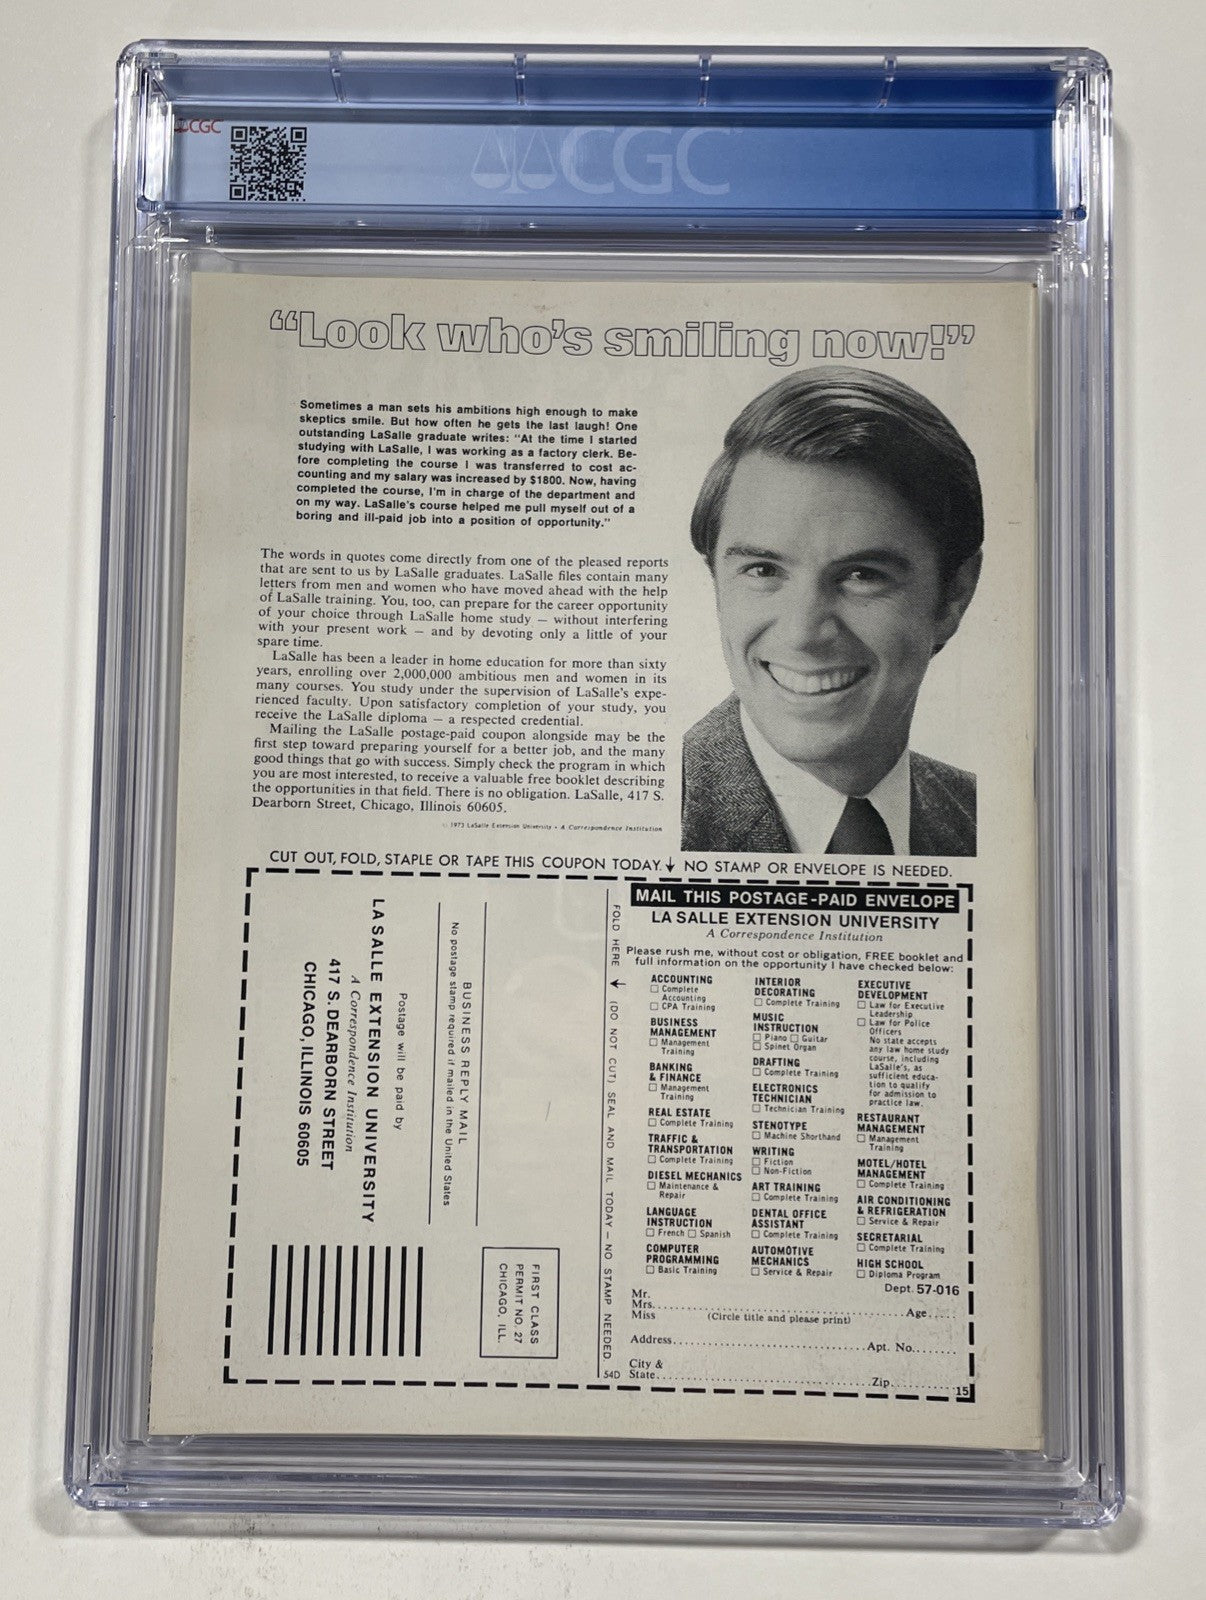 CGC
CGC
“Look who’s smiling now!”
Sometimes a man sets his ambitions high enough to make
skeptics smile. But how often he gets the last laugh! One
outstanding LaSalle graduate writes: “At the time I started
studying with LaSalle, I was working as a factory clerk. Be-
fore completing the course I was transferred to cost ac-
counting and my salary was increased by $1800. Now, having
completed the course, I’m in charge of the department and
on my way. LaSalle’s course helped me pull myself out of a
boring and ill-paid job into a position of opportunity.”
The words in quotes come directly from one of the pleased reports
that are sent to us by LaSalle graduates. LaSalle files contain many
letters from men and women who have moved ahead with the help
of LaSalle training. You, too, can prepare for the career opportunity
of your choice through LaSalle home study — without interfering
with your present work — and by devoting only a little of your
spare time.
LaSalle has been a leader in home education for more than sixty
years, enrolling over 2,000,000 ambitious men and women in its
many courses. You study under the supervision of LaSalle’s expe-
rienced faculty. Upon satisfactory completion of your study, you
receive the LaSalle diploma — a respected credential.
Mailing the LaSalle postage-paid coupon alongside may be the
first step toward preparing yourself for a better job, and the many
good things that go with success. Simply check the program in which
you are most interested, to receive a valuable free booklet describing
the opportunities in that field. There is no obligation. LaSalle, 417 S.
Dearborn Street, Chicago, Illinois 60605.
© 1973 LaSalle Extension University • A Correspondence Institution
CUT OUT, FOLD, STAPLE OR TAPE THIS COUPON TODAY. ↓ NO STAMP OR ENVELOPE IS NEEDED.
LA SALLE EXTENSION UNIVERSITY
A Correspondence Institution
417 S. DEARBORN STREET
CHICAGO, ILLINOIS 60605
Postage will be paid by
BUSINESS REPLY MAIL
No postage stamp required if mailed in the United States
FIRST CLASS
PERMIT NO. 27
CHICAGO, ILL.
FOLD HERE ↓ (DO NOT CUT) SEAL AND MAIL TODAY — NO STAMP NEEDED.
54D
MAIL THIS POSTAGE-PAID ENVELOPE
LA SALLE EXTENSION UNIVERSITY
A Correspondence Institution
Please rush me, without cost or obligation, FREE booklet and
full information on the opportunity I have checked below:
ACCOUNTING
☐ Complete
Accounting
☐ CPA Training
BUSINESS
MANAGEMENT
☐ Management
Training
BANKING
& FINANCE
☐ Management
Training
REAL ESTATE
☐ Complete Training
TRAFFIC &
TRANSPORTATION
☐ Complete Training
DIESEL MECHANICS
☐ Maintenance &
Repair
LANGUAGE
INSTRUCTION
☐ French ☐ Spanish
COMPUTER
PROGRAMMING
☐ Basic Training
INTERIOR
DECORATING
☐ Complete Training
MUSIC
INSTRUCTION
☐ Piano ☐ Guitar
☐ Spinet Organ
DRAFTING
☐ Complete Training
ELECTRONICS
TECHNICIAN
☐ Technician Training
STENOTYPE
☐ Machine Shorthand
WRITING
☐ Fiction
☐ Non-Fiction
ART TRAINING
☐ Complete Training
DENTAL OFFICE
ASSISTANT
☐ Complete Training
AUTOMOTIVE
MECHANICS
☐ Service & Repair
EXECUTIVE
DEVELOPMENT
☐ Law for Executive
Leadership
☐ Law for Police
Officers
No state accepts
any law home study
course, including
LaSalle’s, as
sufficient educa-
tion to qualify
for admission to
practice law.
RESTAURANT
MANAGEMENT
☐ Management
Training
MOTEL/HOTEL
MANAGEMENT
☐ Complete Training
AIR CONDITIONING
& REFRIGERATION
☐ Service & Repair
SECRETARIAL
☐ Complete Training
HIGH SCHOOL
☐ Diploma Program
Dept. 57-016
Mr.
Mrs. Age
Miss (Circle title and please print)
Address Apt. No.
City &
State Zip
15